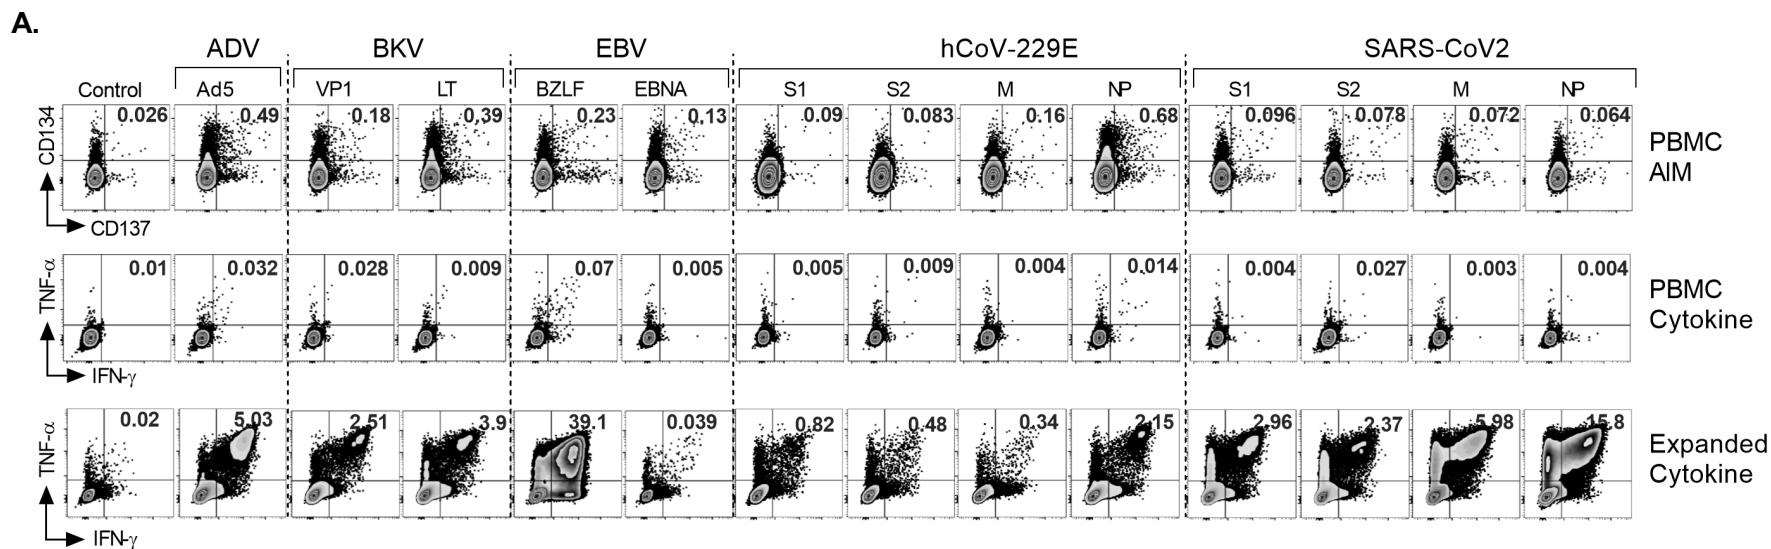 A.
ADV BKV EBV hCoV-229E SARS-CoV2
Control Ad5 VP1 LT BZLF EBNA S1 S2 M NP S1 S2 M NP
CD134 0.026 0.49 0.18 0.39 0.23 0.13 0.09 0.083 0.16 0.68 0.096 0.078 0.072 0.064 PBMC
AIM
CD137
TNF-α 0.01 0.032 0.028 0.009 0.07 0.005 0.005 0.009 0.004 0.014 0.004 0.027 0.003 0.004 PBMC
Cytokine
IFN-γ
TNF-α 0.02 5.03 2.51 3.9 39.1 0.039 0.82 0.48 0.34 2.15 2.96 2.37 5.98 15.8 Expanded
Cytokine
IFN-γ